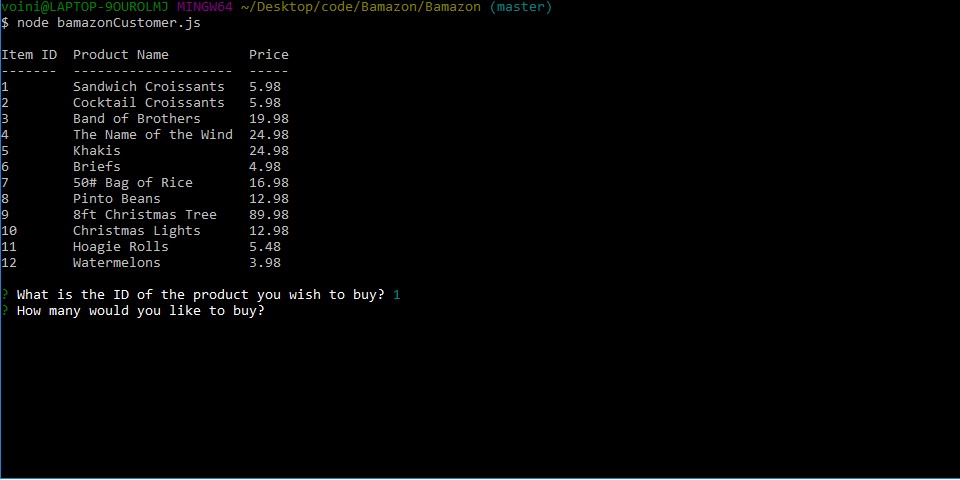 voini@LAPTOP-9OUROLMJ MINGW64 ~/Desktop/code/Bamazon/Bamazon (master)
$ node bamazonCustomer.js
Item ID  Product Name          Price
-------  --------------------  -----
1        Sandwich Croissants   5.98
2        Cocktail Croissants   5.98
3        Band of Brothers      19.98
4        The Name of the Wind  24.98
5        Khakis                24.98
6        Briefs                4.98
7        50# Bag of Rice       16.98
8        Pinto Beans           12.98
9        8ft Christmas Tree    89.98
10       Christmas Lights      12.98
11       Hoagie Rolls          5.48
12       Watermelons           3.98
? What is the ID of the product you wish to buy? 1
? How many would you like to buy?